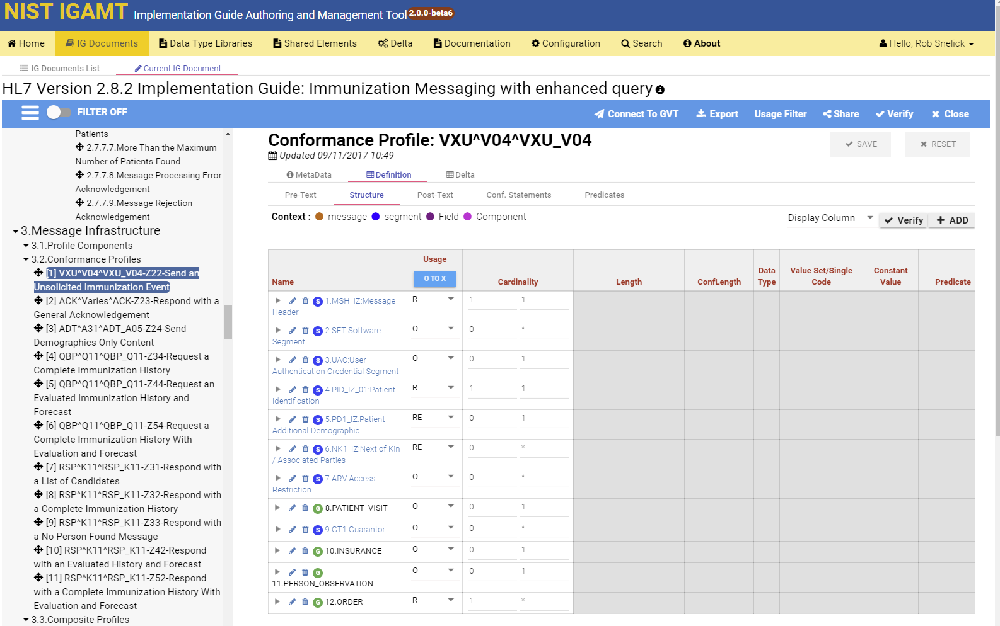 NIST IGAMT Implementation Guide Authoring and Management Tool 2.0.0-beta6
Home IG Documents Data Type Libraries Shared Elements Delta Documentation Configuration Search About Hello, Rob Snelick
IG Documents List Current IG Document
HL7 Version 2.8.2 Implementation Guide: Immunization Messaging with enhanced query
FILTER OFF Connect To GVT Export Usage Filter Share Verify Close
Patients
2.7.7.7.More Than the Maximum
Number of Patients Found
2.7.7.8.Message Processing Error
Acknowledgement
2.7.7.9.Message Rejection
Acknowledgement
3.Message Infrastructure
3.1.Profile Components
3.2.Conformance Profiles
[1] VXU^V04^VXU_V04-Z22-Send an
Unsolicited Immunization Event
[2] ACK^Varies^ACK-Z23-Respond with a
General Acknowledgement
[3] ADT^A31^ADT_A05-Z24-Send
Demographics Only Content
[4] QBP^Q11^QBP_Q11-Z34-Request a
Complete Immunization History
[5] QBP^Q11^QBP_Q11-Z44-Request an
Evaluated Immunization History and
Forecast
[6] QBP^Q11^QBP_Q11-Z54-Request a
Complete Immunization History With
Evaluation and Forecast
[7] RSP^K11^RSP_K11-Z31-Respond with
a List of Candidates
[8] RSP^K11^RSP_K11-Z32-Respond with
a Complete Immunization History
[9] RSP^K11^RSP_K11-Z33-Respond with
a No Person Found Message
[10] RSP^K11^RSP_K11-Z42-Respond
with an Evaluated History and Forecast
[11] RSP^K11^RSP_K11-Z52-Respond
with a Complete Immunization History With
Evaluation and Forecast
3.3.Composite Profiles
Conformance Profile: VXU^V04^VXU_V04
SAVE RESET
Updated 09/11/2017 10:49
MetaData Definition Delta
Pre-Text Structure Post-Text Conf. Statements Predicates
Context : message segment Field Component
Display Column Verify ADD
Usage
O TO X
Name Cardinality Length ConfLength
Data Type
Value Set/Single Code
Constant Value
Predicate
S 1.MSH_IZ:Message R 1 1
Header
S 2.SFT:Software O 0 *
Segment
S 3.UAC:User O 0 1
Authentication Credential Segment
S 4.PID_IZ_01:Patient R 1 1
Identification
S 5.PD1_IZ:Patient RE 0 1
Additional Demographic
S 6.NK1_IZ:Next of Kin RE 0 *
/ Associated Parties
S 7.ARV:Access O 0 *
Restriction
G 8.PATIENT_VISIT O 0 1
S 9.GT1:Guarantor O 0 *
G 10.INSURANCE O 0 1
G O 0 1
11.PERSON_OBSERVATION
G 12.ORDER R 1 *